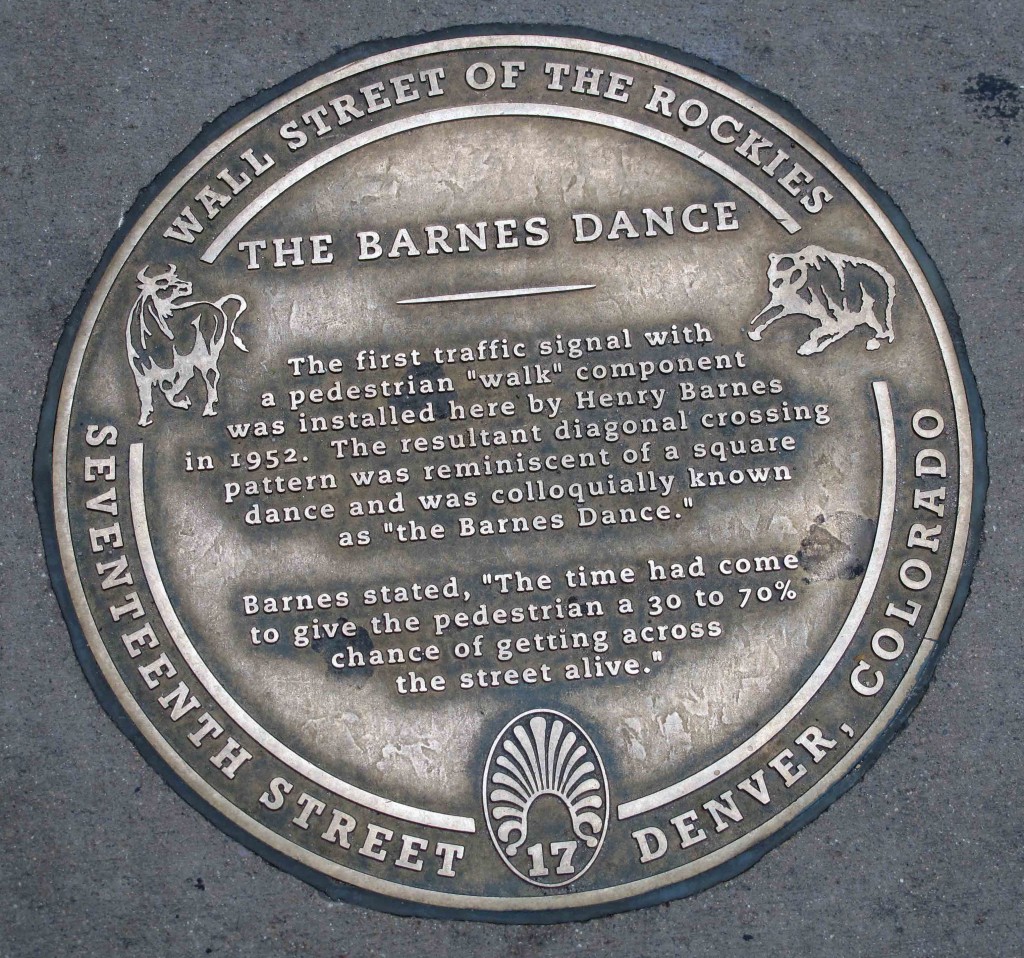 WALL STREET OF THE ROCKIES
THE BARNES DANCE
The first traffic signal with
a pedestrian "walk" component
was installed here by Henry Barnes
in 1952. The resultant diagonal crossing
pattern was reminiscent of a square
dance and was colloquially known
as "the Barnes Dance."
Barnes stated, "The time had come
to give the pedestrian a 30 to 70%
chance of getting across
the street alive."
SEVENTEENTH STREET
17
DENVER, COLORADO